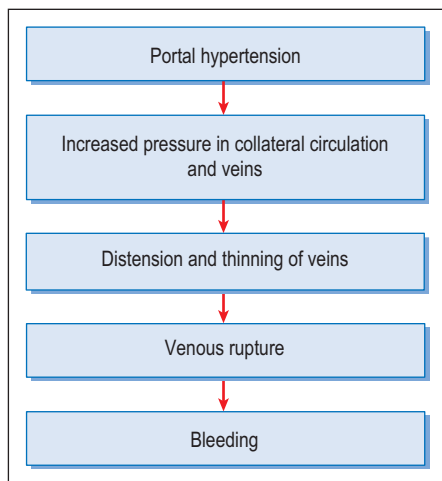 Portal hypertension
Increased pressure in collateral circulation
and veins
Distension and thinning of veins
Venous rupture
Bleeding